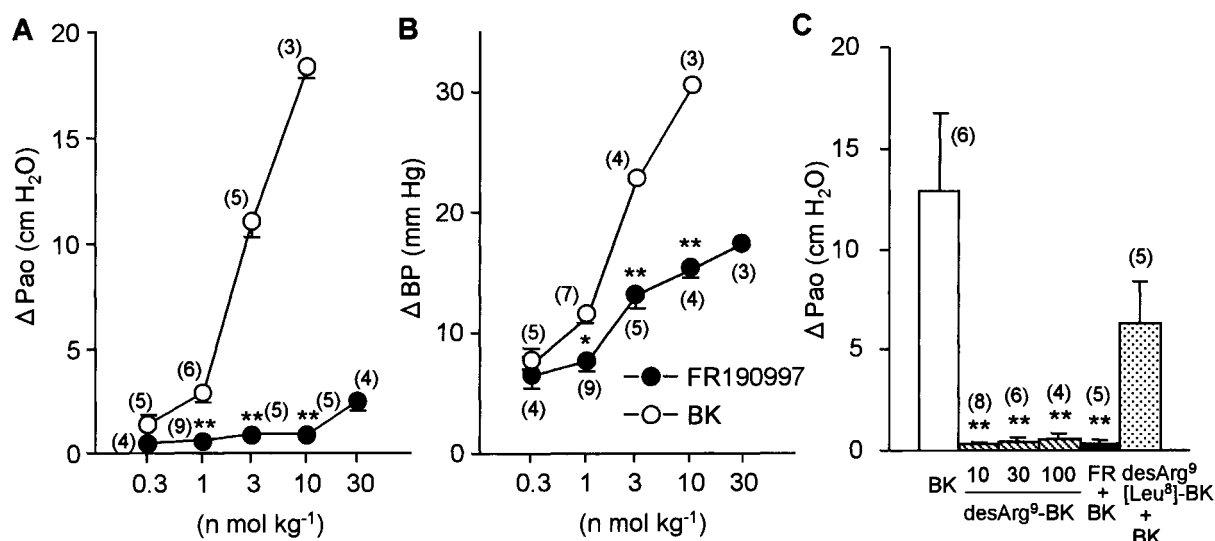 A
20
15
10
5
0
Δ Pao (cm H₂O)
(3)
(5)
(6)
(5)
(4)
(9)
**
**
(5)
**
(5)
(4)
0.3 1 3 10 30
(n mol kg⁻¹)
B
30
20
10
0
Δ BP (mm Hg)
(3)
(4)
(7)
(5)
**
**
*
(3)
(4)
(5)
(9)
(4)
FR190997
BK
0.3 1 3 10 30
(n mol kg⁻¹)
C
20
15
10
5
0
Δ Pao (cm H₂O)
(6)
(5)
(8) (6) (4) (5)
** ** ** **
BK
10 30 100
desArg⁹-BK
FR
+
BK
desArg⁹
[Leu⁸]-BK
+
BK